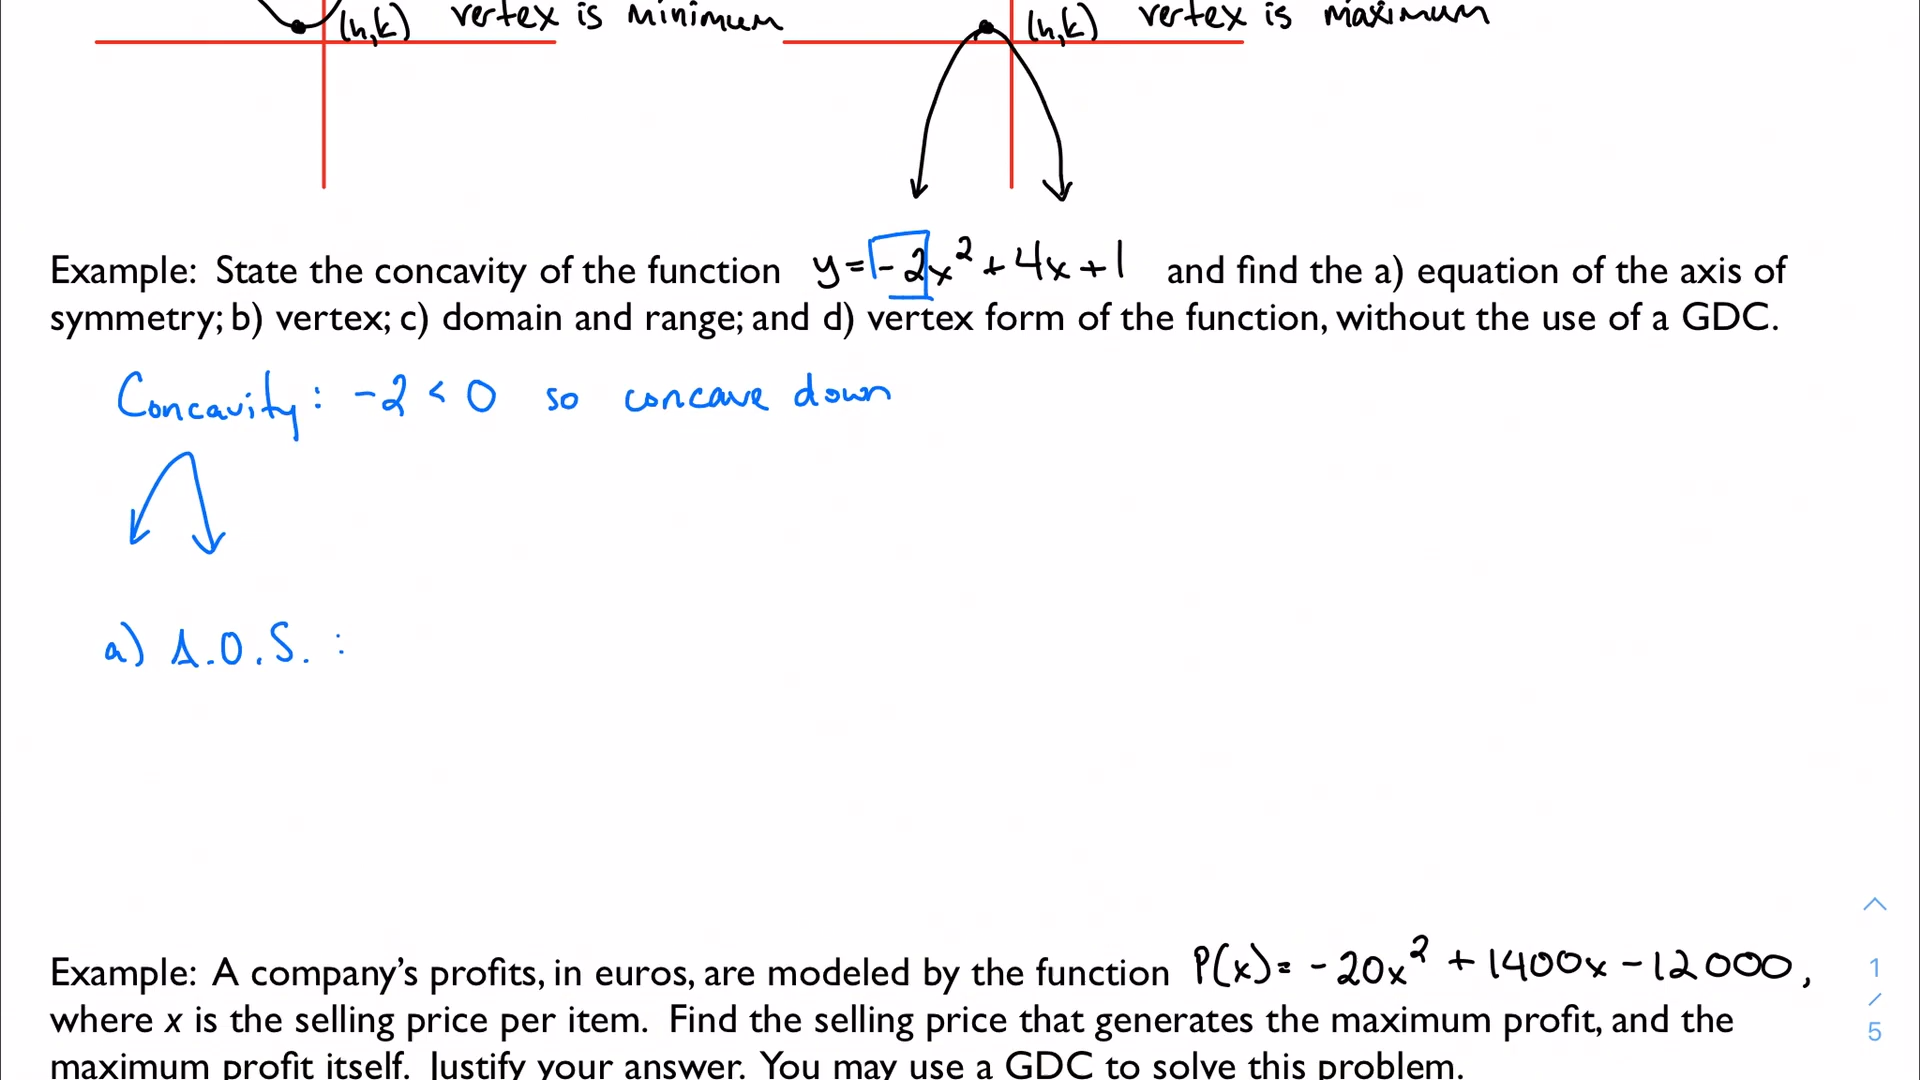 (h,k) vertex is minimum (h,k) vertex is maximum
Example: State the concavity of the function y=-2x²+4x+1 and find the a) equation of the axis of
symmetry; b) vertex; c) domain and range; and d) vertex form of the function, without the use of a GDC.
Concavity: -2 < 0 so concave down
a) A.O.S. :
Example: A company's profits, in euros, are modeled by the function P(x)= -20x² + 1400x - 12000,
where x is the selling price per item. Find the selling price that generates the maximum profit, and the
maximum profit itself. Justify your answer. You may use a GDC to solve this problem.
1
/
5